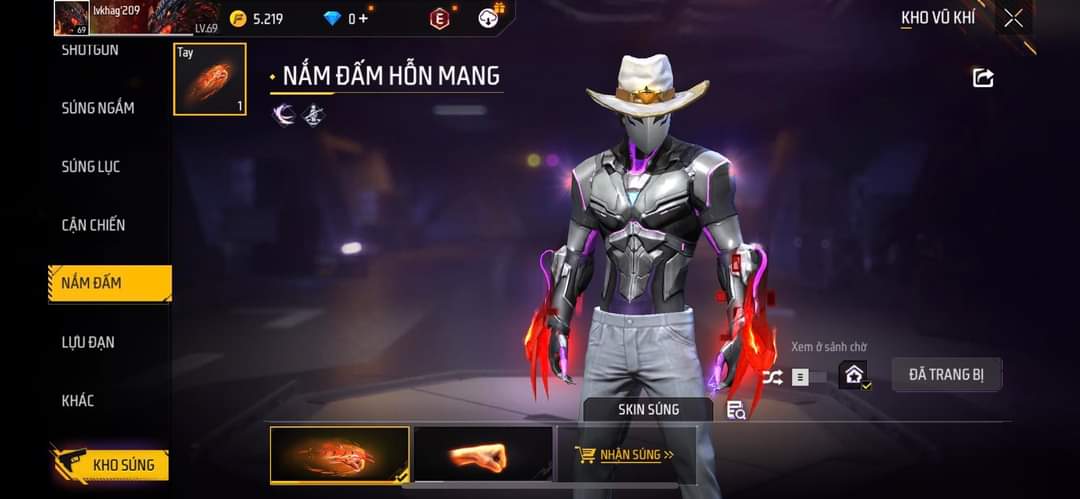 lvkhag'209
69
LV.69
5.219
0+
E
KHO VŨ KHÍ
SHOTGUN
SÚNG NGẮM
SÚNG LỤC
CẬN CHIẾN
NẮM ĐẤM
LỰU ĐẠN
KHÁC
KHO SÚNG
Tay
1
NẮM ĐẤM HỖN MANG
Xem ở sảnh chờ
ĐÃ TRANG BỊ
SKIN SÚNG
NHẬN SÚNG >>